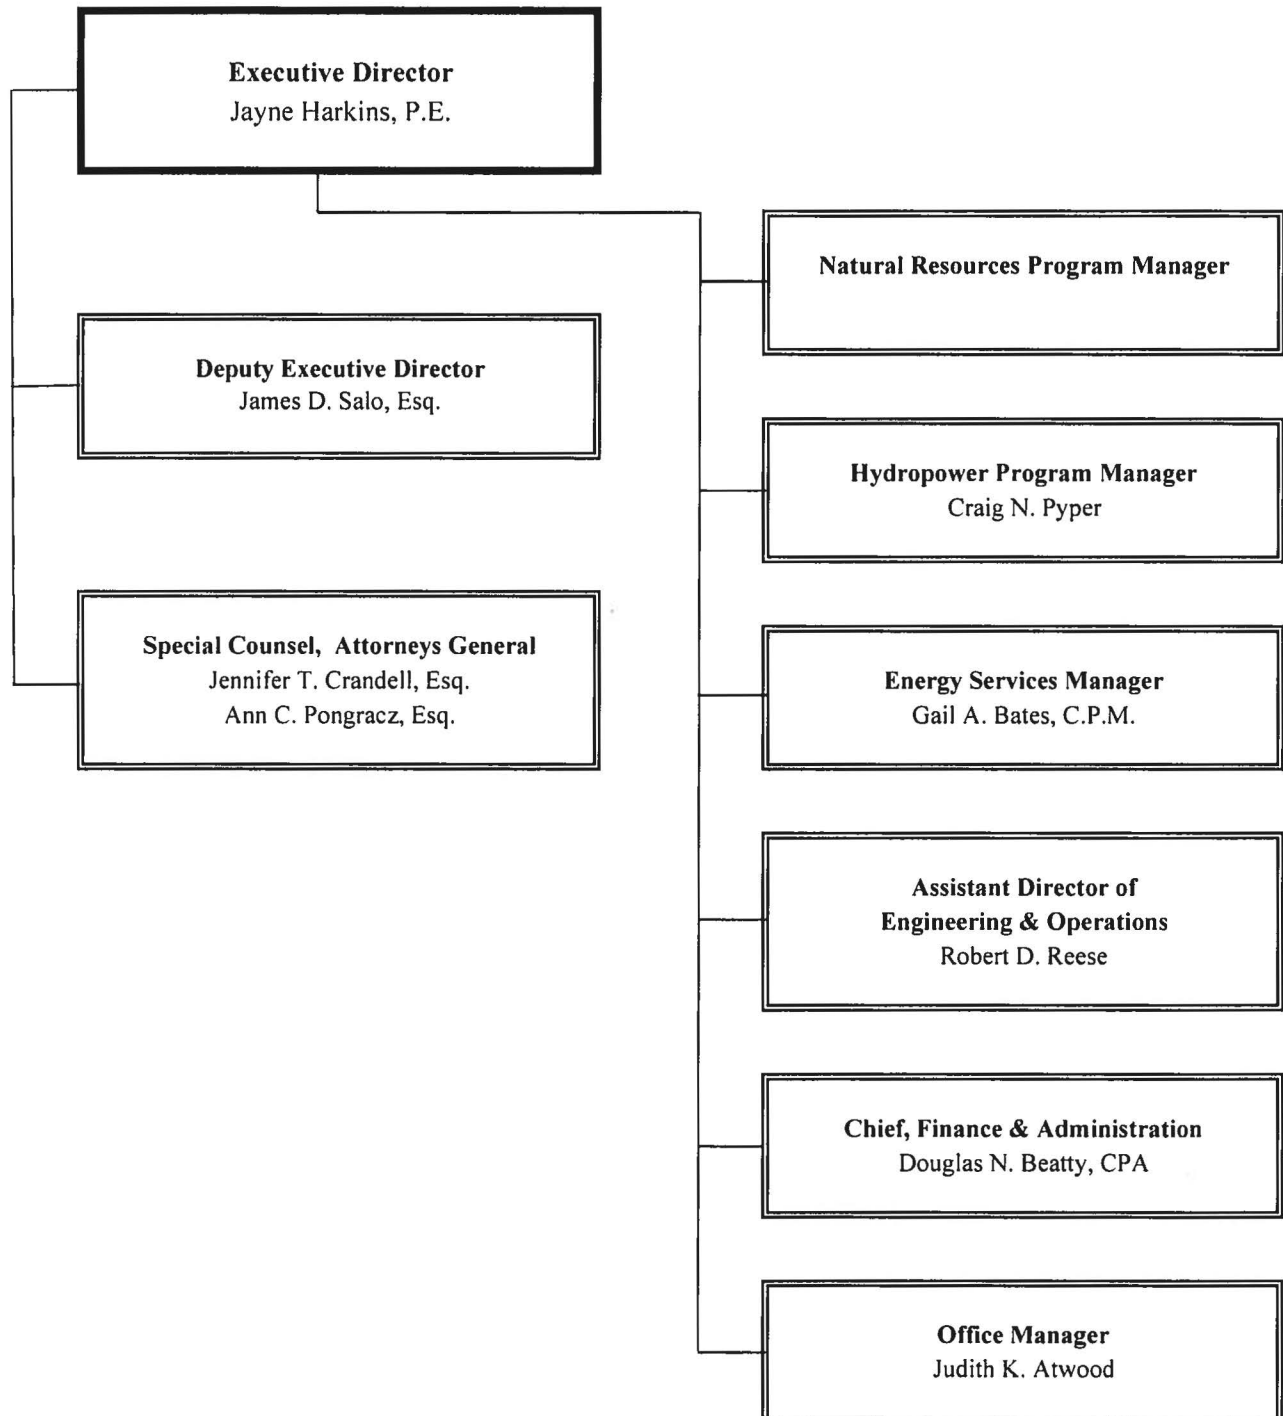 Executive Director
Jayne Harkins, P.E.
Natural Resources Program Manager
Deputy Executive Director
James D. Salo, Esq.
Hydropower Program Manager
Craig N. Pyper
Special Counsel, Attorneys General
Jennifer T. Crandell, Esq.
Ann C. Pongracz, Esq.
Energy Services Manager
Gail A. Bates, C.P.M.
Assistant Director of
Engineering & Operations
Robert D. Reese
Chief, Finance & Administration
Douglas N. Beatty, CPA
Office Manager
Judith K. Atwood